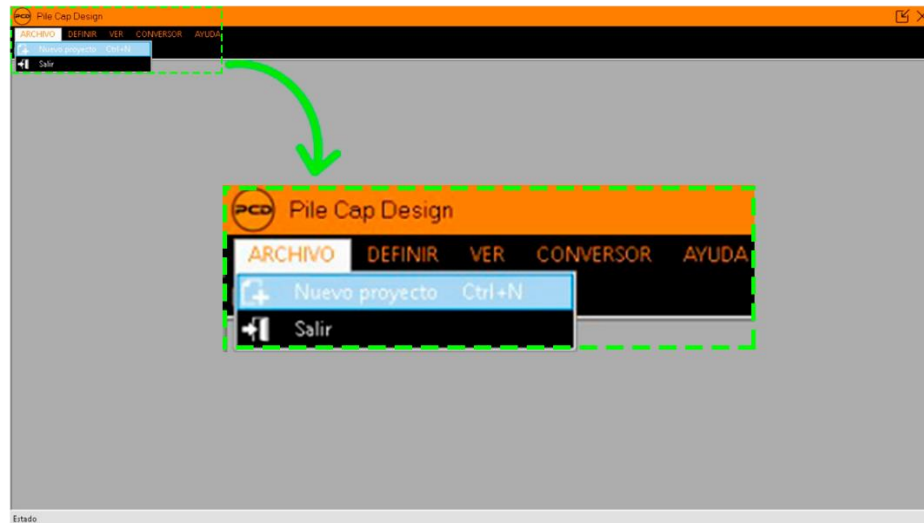 PCD Pile Cap Design
ARCHIVO DEFINIR VER CONVERSOR AYUDA
Nuevo proyecto Ctrl+N
Salir
PCD Pile Cap Design
ARCHIVO DEFINIR VER CONVERSOR AYUDA
Nuevo proyecto Ctrl+N
Salir
Estado